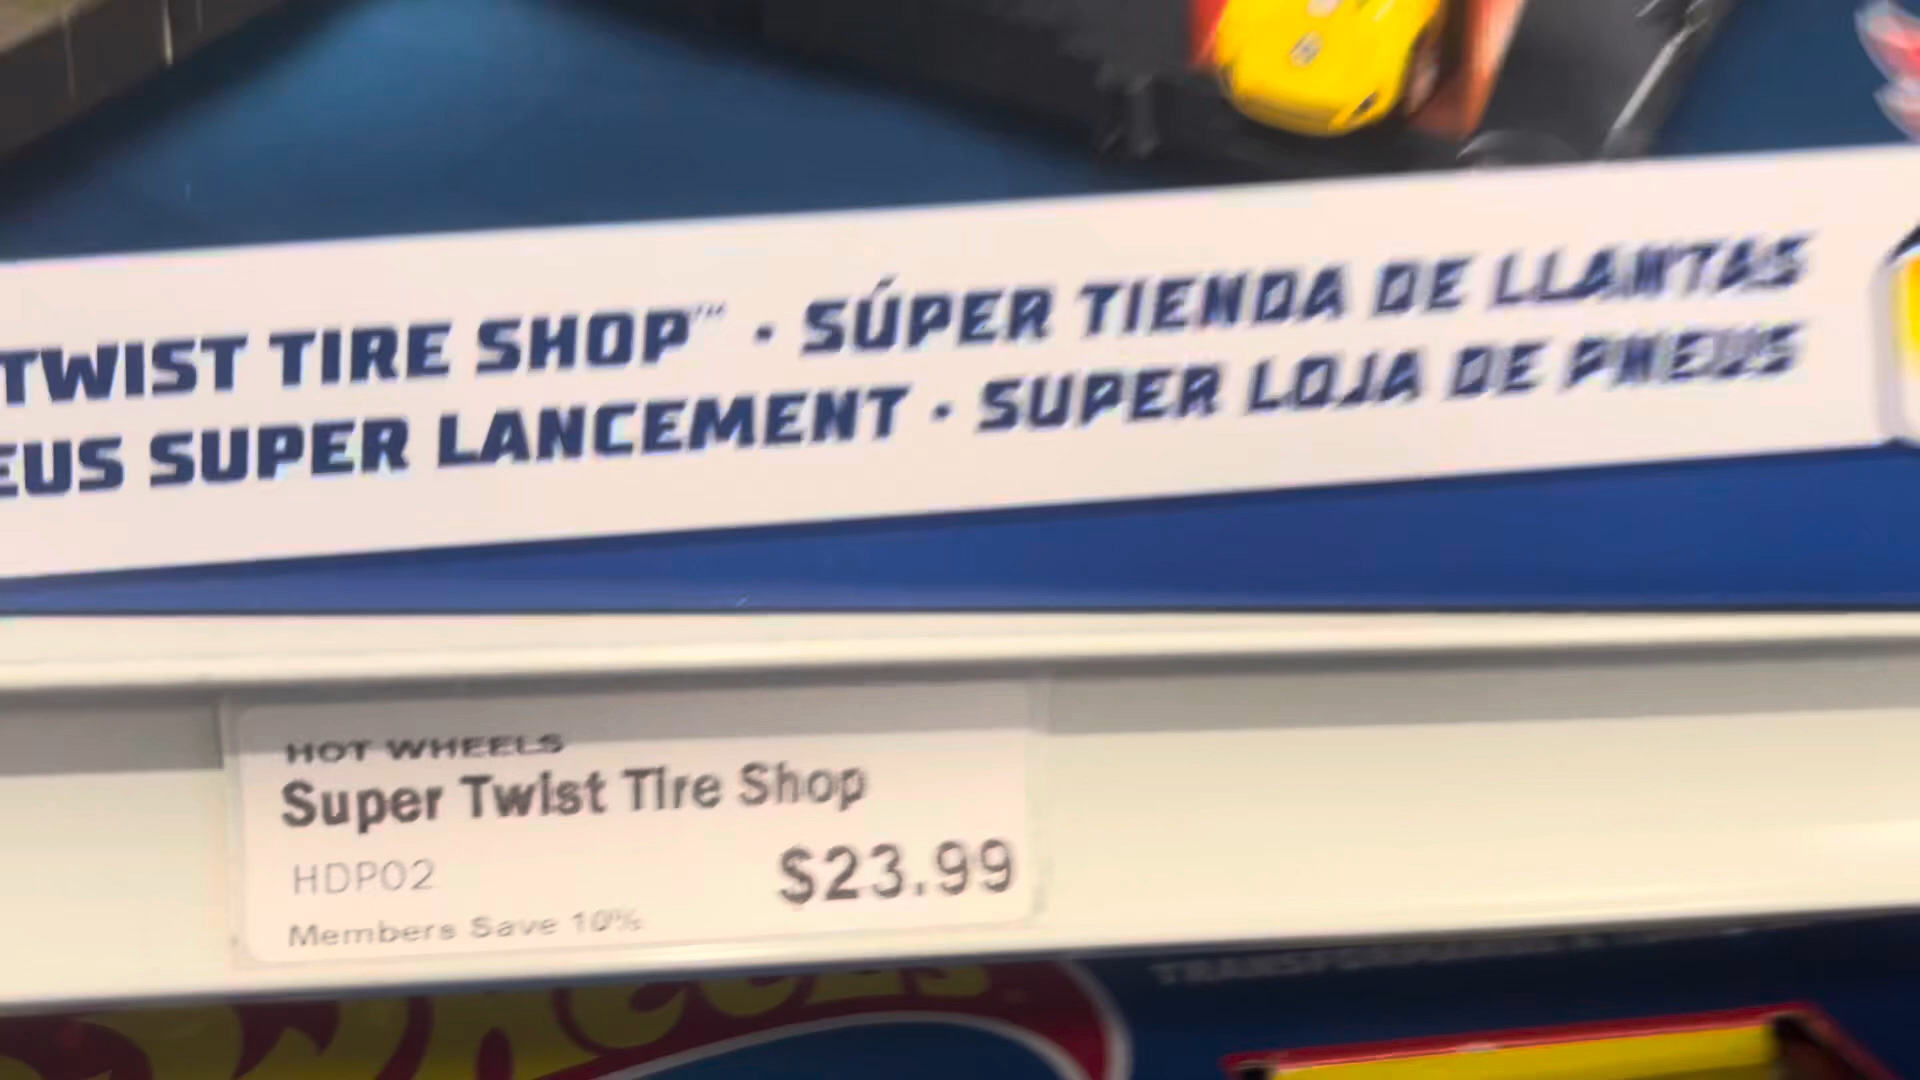 TWIST TIRE SHOP™ • SÚPER TIENDA DE LLANTAS
EUS SUPER LANCEMENT • SUPER LOJA DE PNEUS
HOT WHEELS
Super Twist Tire Shop
HDP02
$23.99
Members Save 10%